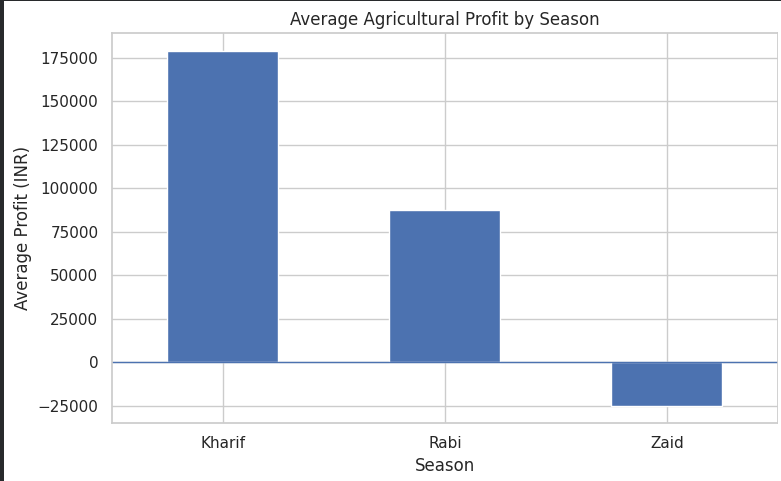 Average Agricultural Profit by Season
Average Profit (INR)
175000
150000
125000
100000
75000
50000
25000
0
−25000
Kharif
Rabi
Zaid
Season